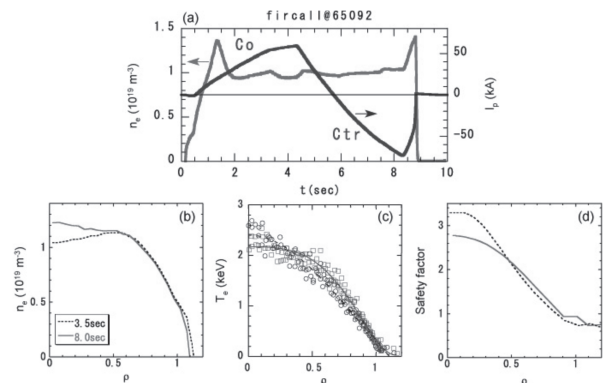 fircall@65092
(a)
Co
Ctr
n_e (10^19 m^-3)
I_p (kA)
1.5
1
0.5
0
50
0
-50
0 2 4 6 8 10
t(sec)
(b)
n_e (10^19 m^-3)
1
0.5
0
3.5sec
8.0sec
0 0.5 1
ρ
(c)
T_e (keV)
3
2
1
0
0 0.5 1
ρ
(d)
Safety factor
3
2
1
0
0 0.5 1
ρ